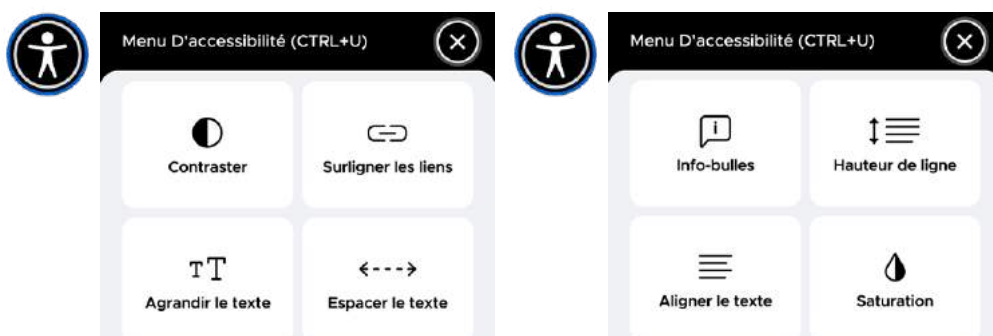 Menu D'accessibilité (CTRL+U)
Contraster
Surligner les liens
Agrandir le texte
Espacer le texte
Menu D'accessibilité (CTRL+U)
Info-bulles
Hauteur de ligne
Aligner le texte
Saturation